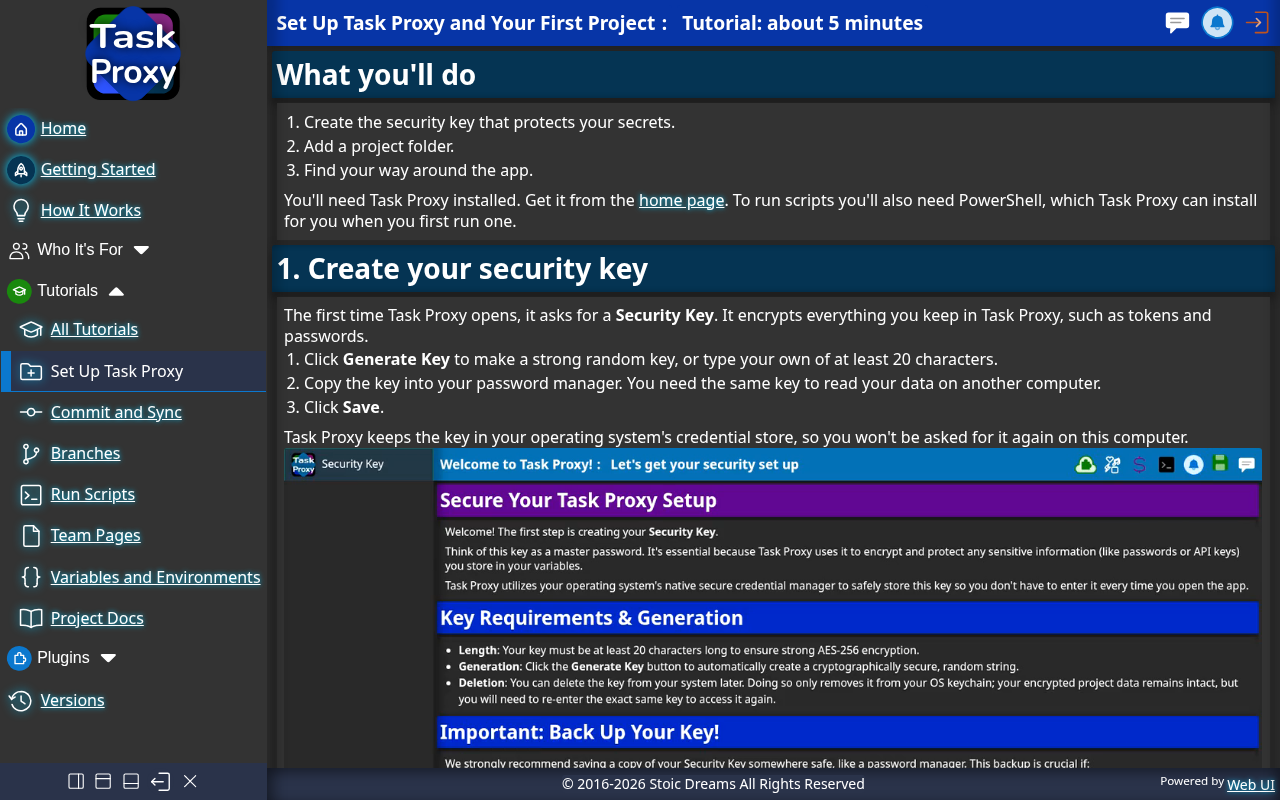 Task
Proxy
Home
Getting Started
How It Works
Who It's For
Tutorials
All Tutorials
Set Up Task Proxy
Commit and Sync
Branches
Run Scripts
Team Pages
Variables and Environments
Project Docs
Plugins
Versions
Set Up Task Proxy and Your First Project : Tutorial: about 5 minutes
What you'll do
1. Create the security key that protects your secrets.
2. Add a project folder.
3. Find your way around the app.
You'll need Task Proxy installed. Get it from the home page. To run scripts you'll also need PowerShell, which Task Proxy can install
for you when you first run one.
1. Create your security key
The first time Task Proxy opens, it asks for a Security Key. It encrypts everything you keep in Task Proxy, such as tokens and
passwords.
1. Click Generate Key to make a strong random key, or type your own of at least 20 characters.
2. Copy the key into your password manager. You need the same key to read your data on another computer.
3. Click Save.
Task Proxy keeps the key in your operating system's credential store, so you won't be asked for it again on this computer.
Task
Proxy
Security Key
Welcome to Task Proxy! : Let's get your security set up
Secure Your Task Proxy Setup
Welcome! The first step is creating your Security Key.
Think of this key as a master password. It's essential because Task Proxy uses it to encrypt and protect any sensitive information (like passwords or API keys)
you store in your variables.
Task Proxy utilizes your operating system's native secure credential manager to safely store this key so you don't have to enter it every time you open the app.
Key Requirements & Generation
• Length: Your key must be at least 20 characters long to ensure strong AES-256 encryption.
• Generation: Click the Generate Key button to automatically create a cryptographically secure, random string.
• Deletion: You can delete the key from your system later. Doing so only removes it from your OS keychain; your encrypted project data remains intact, but
you will need to re-enter the exact same key to access it again.
Important: Back Up Your Key!
We strongly recommend saving a copy of your Security Key somewhere safe, like a password manager. This backup is crucial if:
© 2016-2026 Stoic Dreams All Rights Reserved
Powered by Web UI